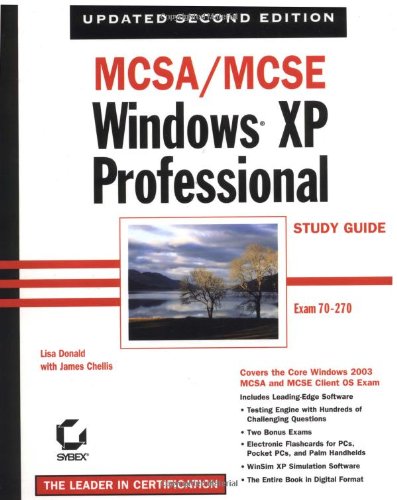 UPDATED SECOND EDITION
MCSA/MCSE
Windows® XP
Professional
STUDY GUIDE
Exam 70-270
Lisa Donald
with James Chellis
Covers the Core Windows 2003
MCSA and MCSE Client OS Exam
Includes Leading-Edge Software
• Testing Engine with Hundreds of
Challenging Questions
• Two Bonus Exams
• Electronic Flashcards for PCs,
Pocket PCs, and Palm Handhelds
• WinSim XP Simulation Software
• The Entire Book in Digital Format
SYBEX®
THE LEADER IN CERTIFICATION